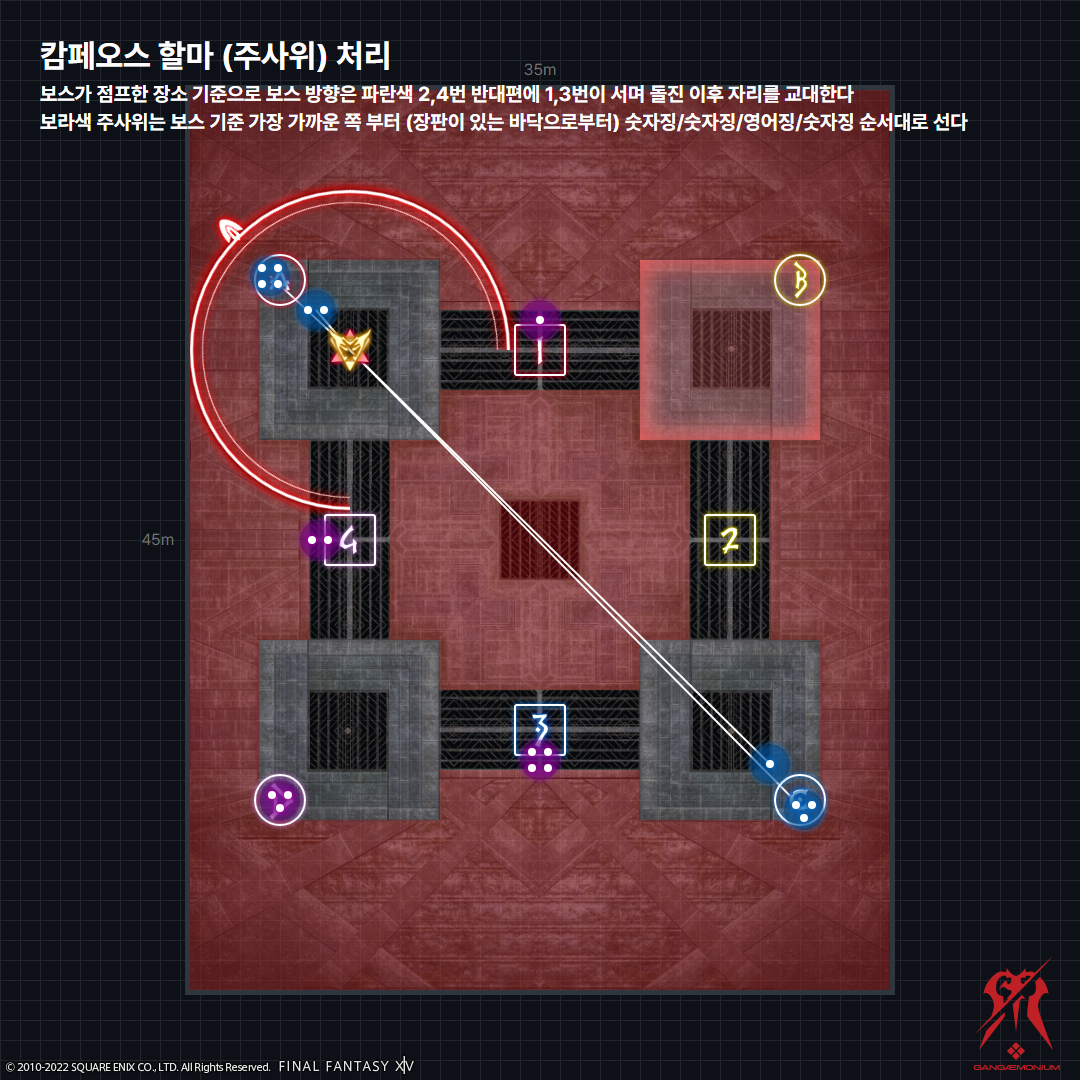 캄페오스 할마 (주사위) 처리
35m
보스가 점프한 장소 기준으로 보스 방향은 파란색 2,4번 반대편에 1,3번이 서며 돌진 이후 자리를 교대한다
보라색 주사위는 보스 기준 가장 가까운 쪽 부터 (장판이 있는 바닥으로부터) 숫자징/숫자징/영어징/숫자징 순서대로 선다
A
B
1
45m
4
2
3
D
C
GANGÆMONIUM
© 2010-2022 SQUARE ENIX CO., LTD. All Rights Reserved. FINAL FANTASY XIV